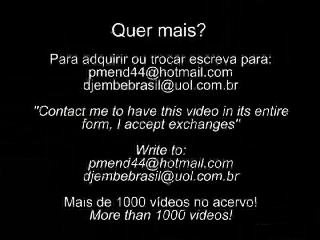 Quer mais?
Para adquirir ou trocar escreva para:
pmend44@hotmail.com
djembebrasil@uol.com.br
"Contact me to have this video in its entire
form, I accept exchanges"
Write to:
pmend44@hotmail.com
djembebrasil@uol.com.br
Mais de 1000 vídeos no acervo!
More than 1000 videos!